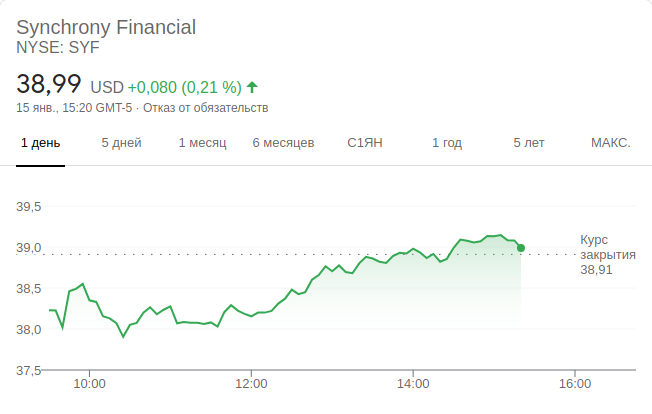 Synchrony Financial
NYSE: SYF
38,99 USD +0,080 (0,21 %)
15 янв., 15:20 GMT-5 · Отказ от обязательств
1 день 5 дней 1 месяц 6 месяцев С1ЯН 1 год 5 лет МАКС.
39,5
39,0
38,5
38,0
37,5
Курс
закрытия
38,91
10:00 12:00 14:00 16:00